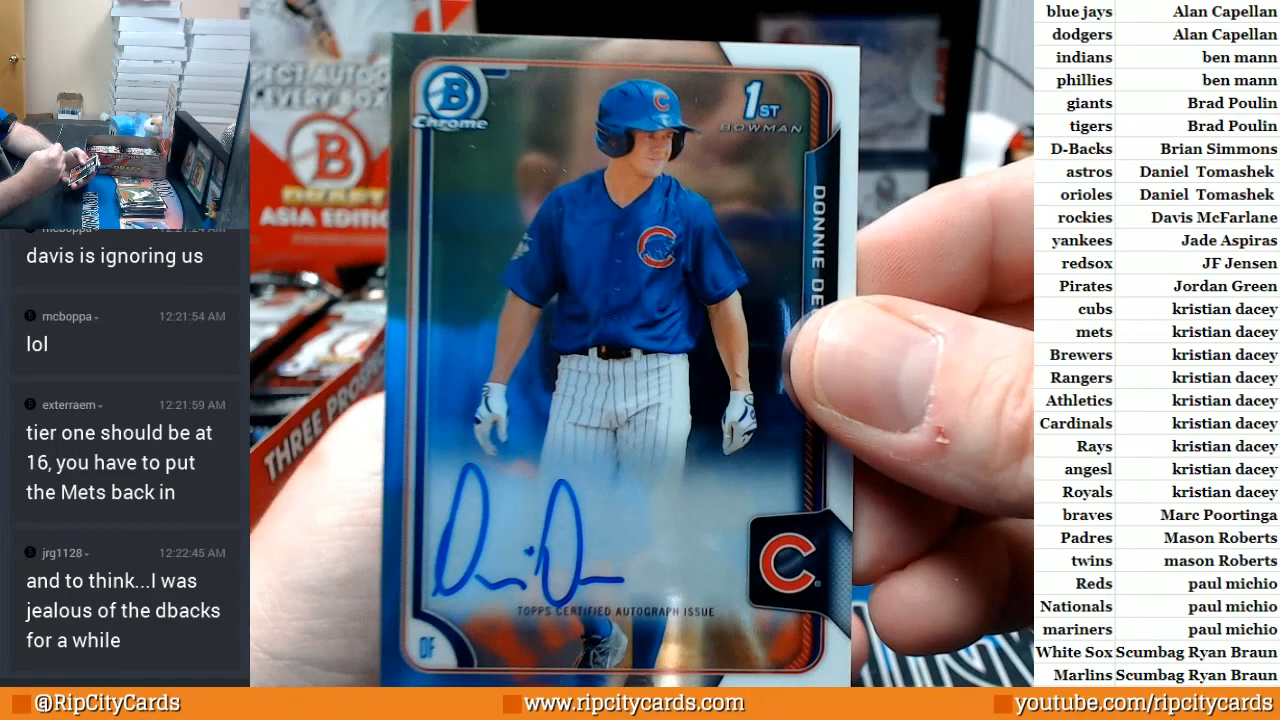 mcboppa 12:21:24 AM
davis is ignoring us
mcboppa 12:21:54 AM
lol
exterraem 12:21:59 AM
tier one should be at
16, you have to put
the Mets back in
jrg1128 12:22:45 AM
and to think...I was
jealous of the dbacks
for a while
EVERY BOX
B
DRAFT
ASIA EDITION
THREE
B
Chrome
1ST
BOWMAN
DONNIE DE
C
C
C
TOPPS CERTIFIED AUTOGRAPH ISSUE
OF
blue jays Alan Capellan
dodgers Alan Capellan
indians ben mann
phillies ben mann
giants Brad Poulin
tigers Brad Poulin
D-Backs Brian Simmons
astros Daniel Tomashek
orioles Daniel Tomashek
rockies Davis McFarlane
yankees Jade Aspiras
redsox JF Jensen
Pirates Jordan Green
cubs kristian dacey
mets kristian dacey
Brewers kristian dacey
Rangers kristian dacey
Athletics kristian dacey
Cardinals kristian dacey
Rays kristian dacey
angesl kristian dacey
Royals kristian dacey
braves Marc Poortinga
Padres Mason Roberts
twins mason Roberts
Reds paul michio
Nationals paul michio
mariners paul michio
White Sox Scumbag Ryan Braun
Marlins Scumbag Ryan Braun
@RipCityCards
www.ripcitycards.com
youtube.com/ripcitycards